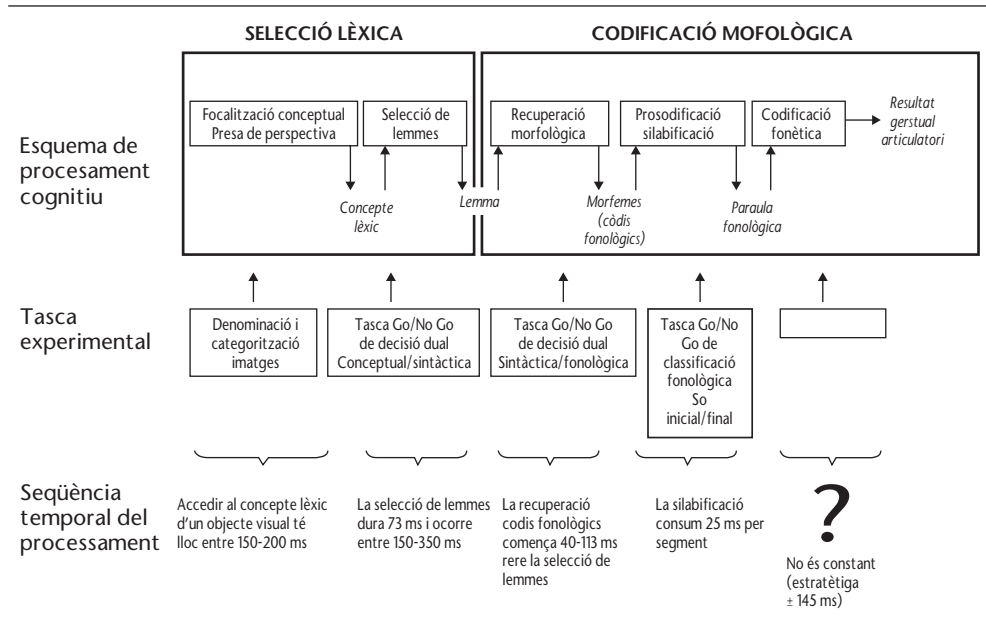 SELECCIÓ LÈXICA
CODIFICACIÓ MOFOLÒGICA
Esquema de
procesament
cognitiu
Focalització conceptual
Presa de perspectiva
Selecció de
lemmes
Recuperació
morfològica
Prosodificació
silabificació
Codificació
fonètica
Resultat
gerstual
articulatori
Concepte
lèxic
Lemma
Morfemes
(còdis
fonològics)
Paraula
fonològica
Tasca
experimental
Denominació i
categorització
imatges
Tasca Go/No Go
de decisió dual
Conceptual/sintàctica
Tasca Go/No Go
de decisió dual
Sintàctica/fonològica
Tasca Go/No
Go de
classificació
fonològica
So
inicial/final
Seqüència
temporal del
processament
Accedir al concepte lèxic
d'un objecte visual té
lloc entre 150-200 ms
La selecció de lemmes
dura 73 ms i ocorre
entre 150-350 ms
La recuperació
codis fonològics
comença 40-113 ms
rere la selecció de
lemmes
La silabificació
consum 25 ms per
segment
?
No és constant
(estratètiga
± 145 ms)